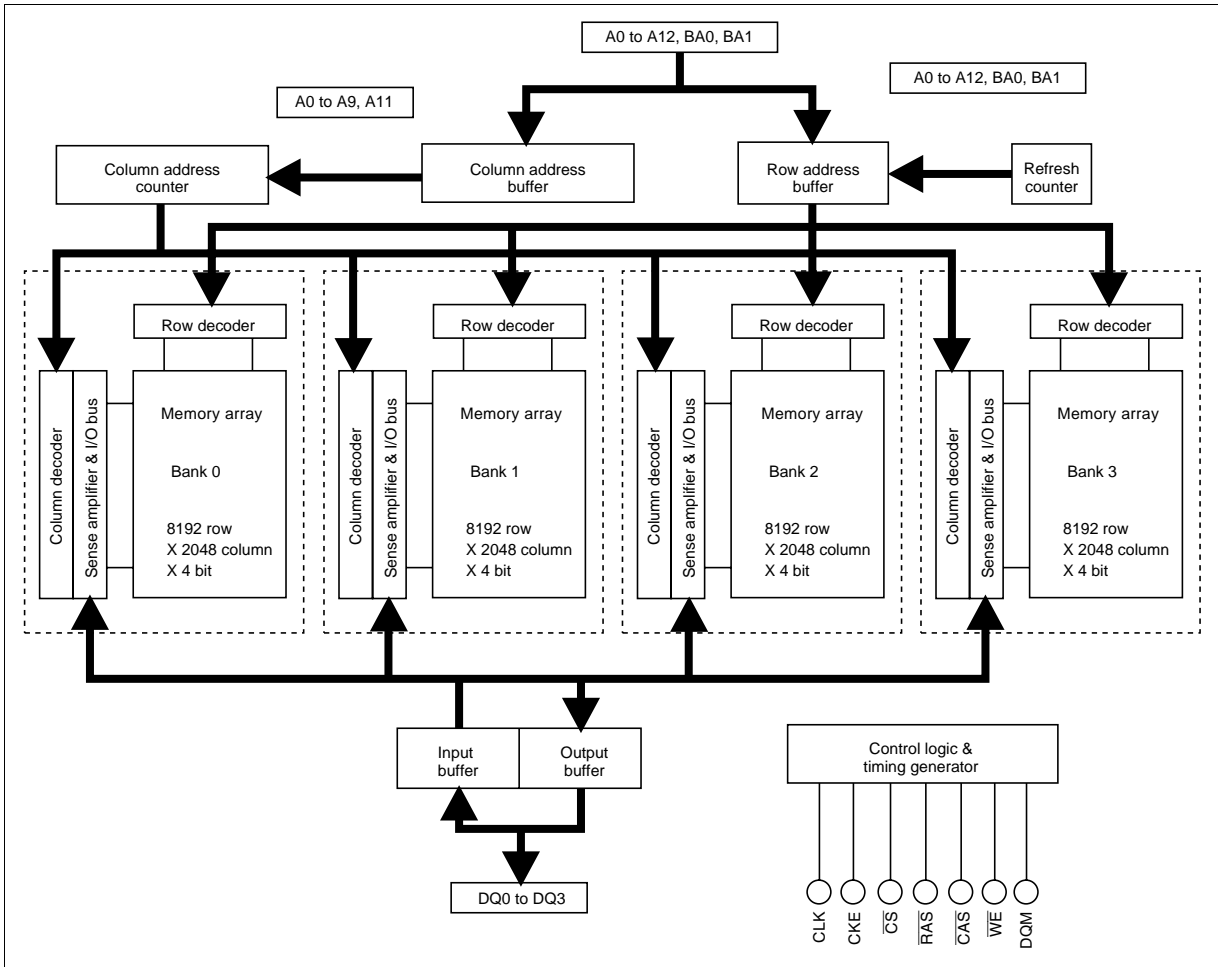 A0 to A12, BA0, BA1
A0 to A12, BA0, BA1
A0 to A9, A11
Column address
counter
Column address
buffer
Row address
buffer
Refresh
counter
Row decoder
Row decoder
Row decoder
Row decoder
Column decoder
Sense amplifier & I/O bus
Memory array
Bank 0
8192 row
X 2048 column
X 4 bit
Column decoder
Sense amplifier & I/O bus
Memory array
Bank 1
8192 row
X 2048 column
X 4 bit
Column decoder
Sense amplifier & I/O bus
Memory array
Bank 2
8192 row
X 2048 column
X 4 bit
Column decoder
Sense amplifier & I/O bus
Memory array
Bank 3
8192 row
X 2048 column
X 4 bit
Input
buffer
Output
buffer
Control logic &
timing generator
DQ0 to DQ3
CLK
CKE
C̅S̅
R̅A̅S̅
C̅A̅S̅
W̅E̅
DQM